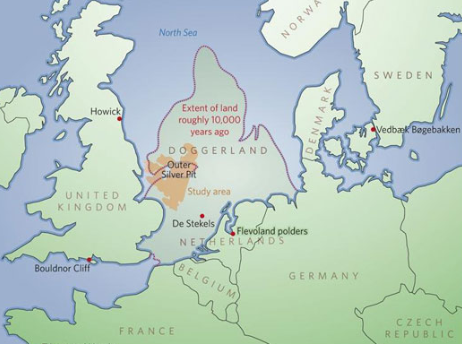 NORWA
North Sea
SWEDEN
Howick
Extent of land
roughly 10,000
years ago
DENMARK
Vedbæk Bøgebakken
DOGGERLAND
Outer
Silver Pit
Study area
UNITED
KINGDOM
De Stekels
Flevoland polders
NETHERLANDS
Bouldnor Cliff
BELGIUM
GERMANY
FRANCE
CZECH
REPUBLIC